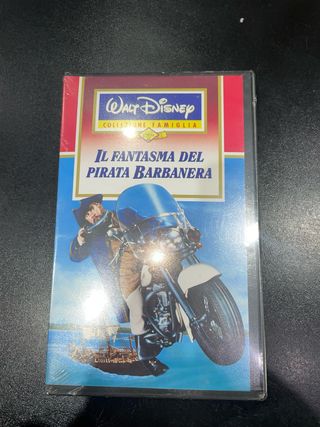 WALT DISNEY
COLLEZIONE FAMIGLIA
IL FANTASMA DEL
PIRATA BARBANERA